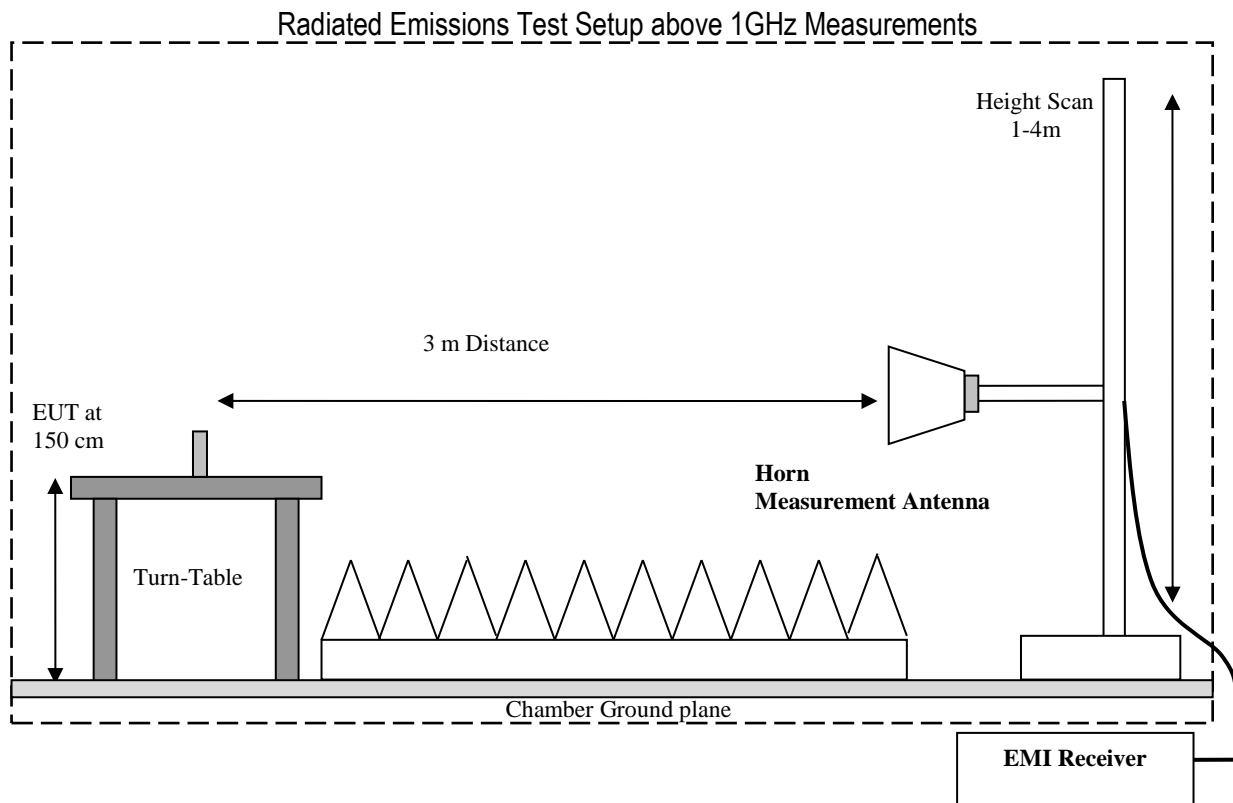 Radiated Emissions Test Setup above 1GHz Measurements
Height Scan
1-4m
3 m Distance
EUT at
150 cm
Horn
Measurement Antenna
Turn-Table
Chamber Ground plane
EMI Receiver